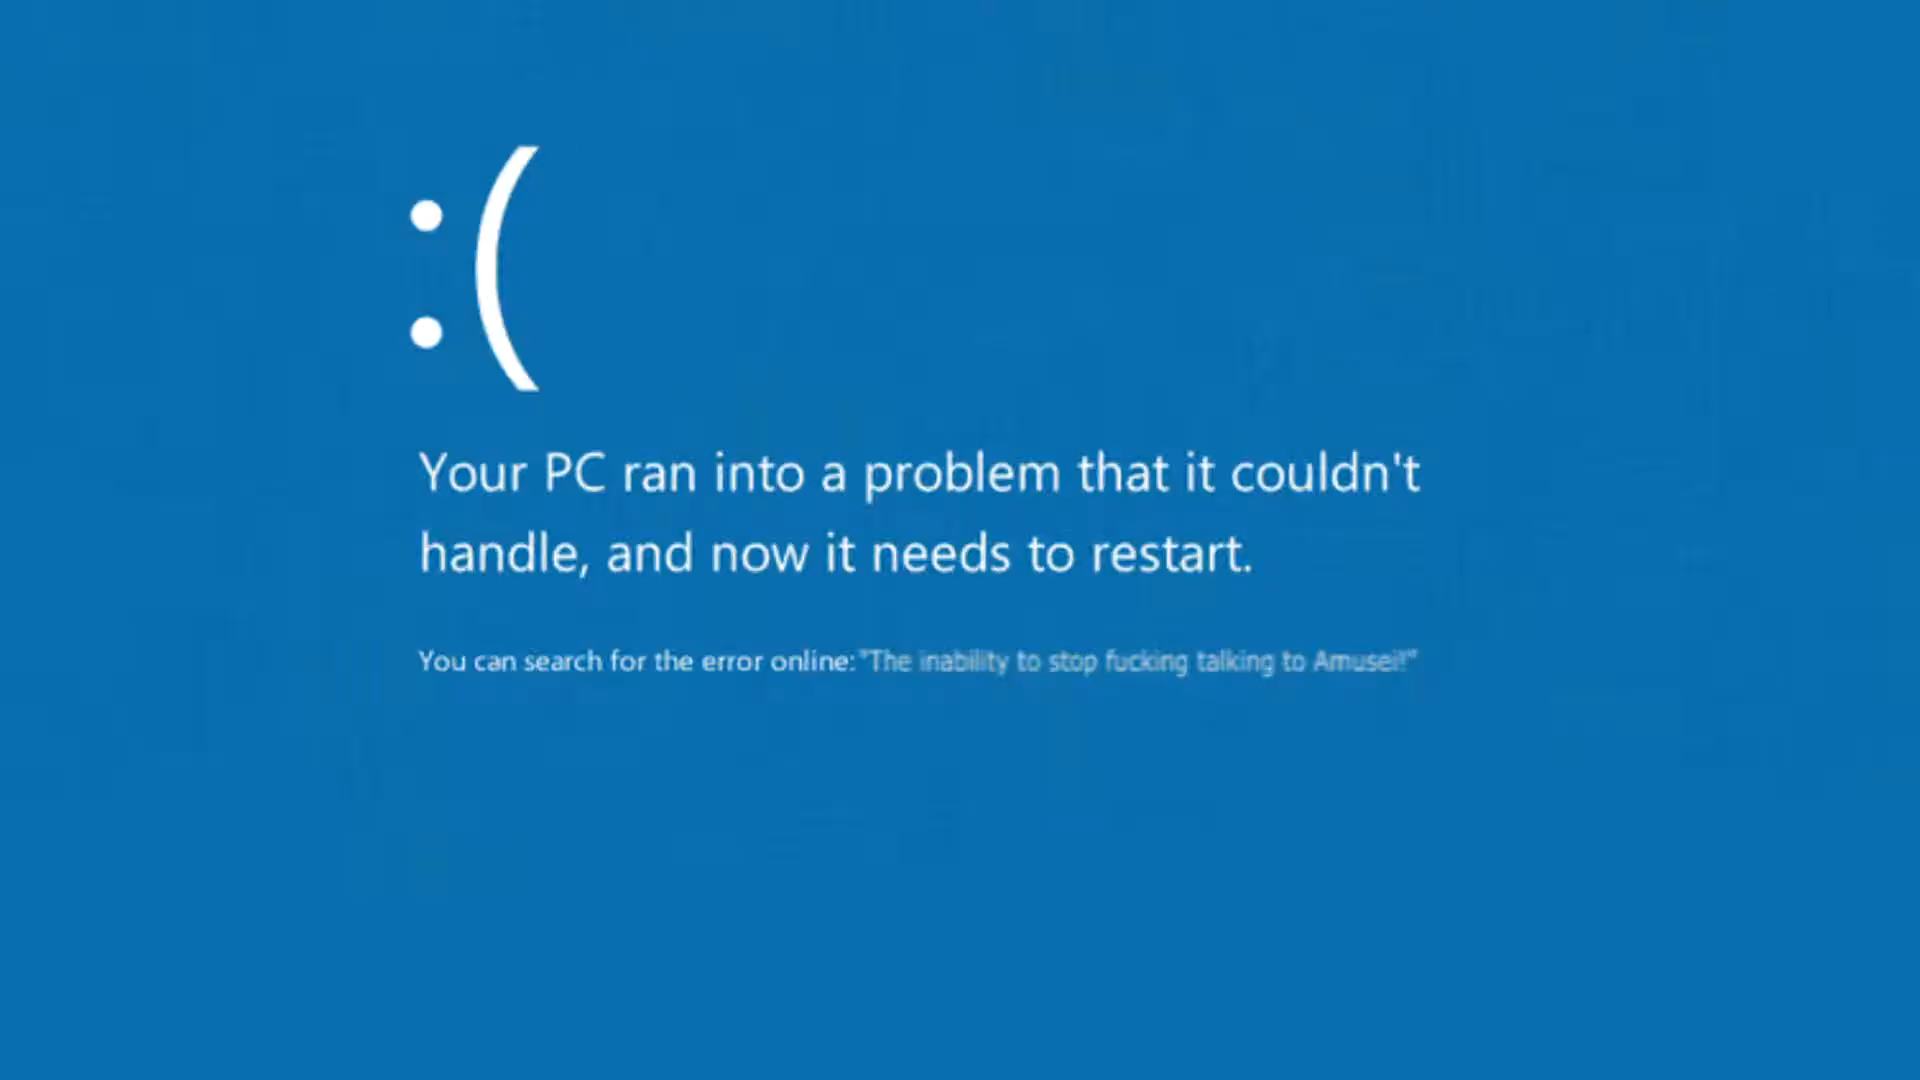 :(
Your PC ran into a problem that it couldn't
handle, and now it needs to restart.
You can search for the error online: "The inability to stop fucking talking to Amusei!"